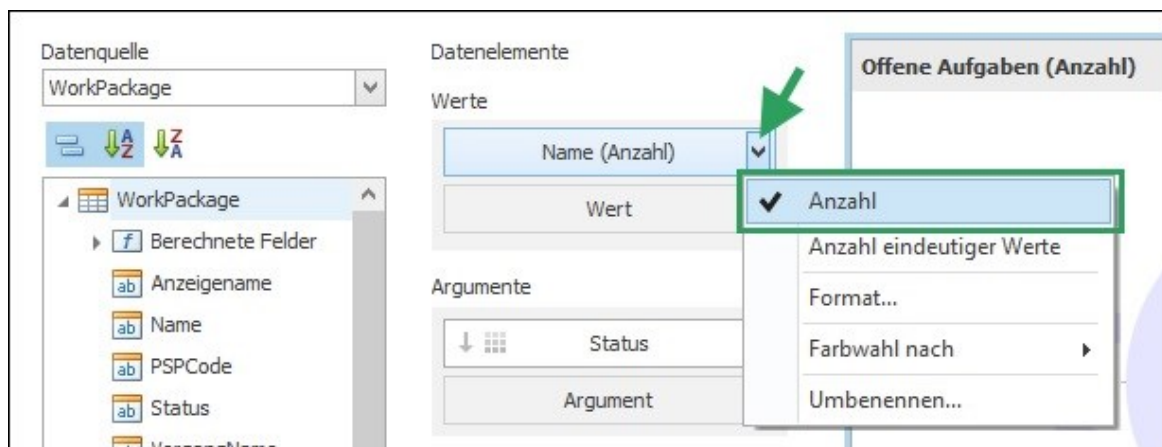 Datenquelle
WorkPackage
WorkPackage
Berechnete Felder
Anzeigename
Name
PSPCode
Status
VorgangName
Datenelemente
Werte
Name (Anzahl)
Wert
Argumente
Status
Argument
Anzahl
Anzahl eindeutiger Werte
Format...
Farbwahl nach
Umbenennen...
Offene Aufgaben (Anzahl)